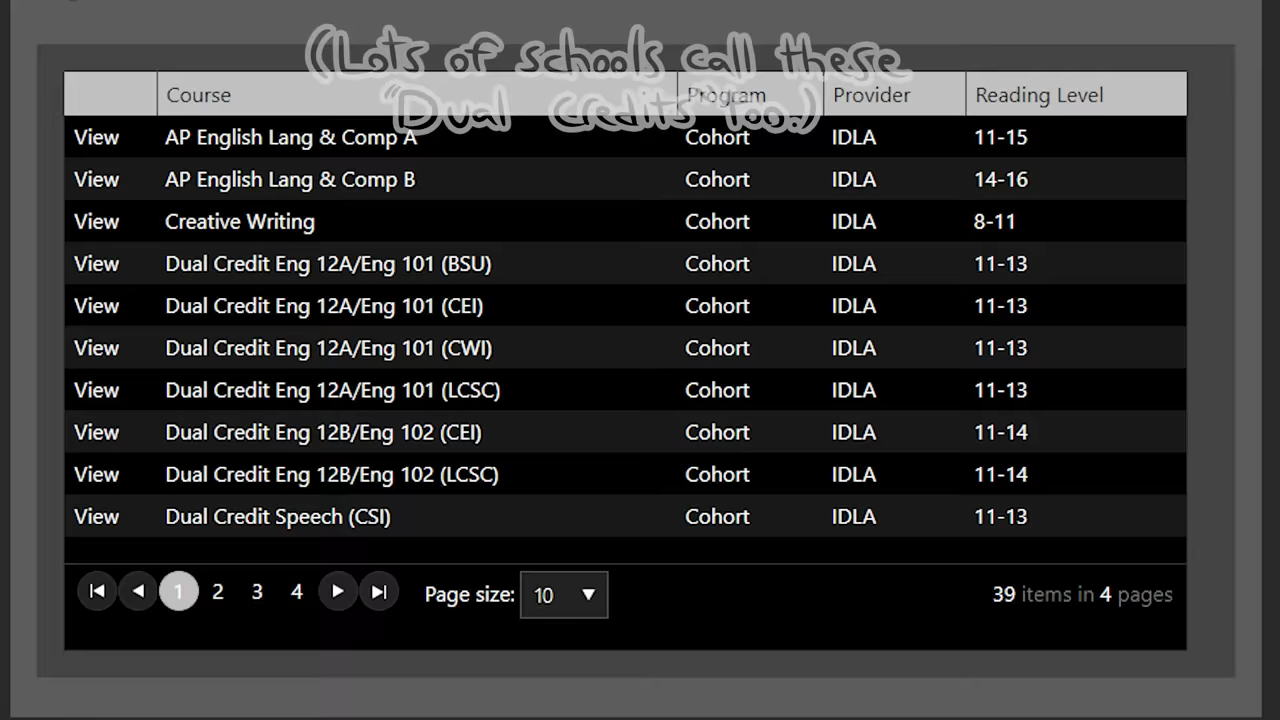 (Lots of schools call these
"Dual Credits" Too.)
Course Program Provider Reading Level
View AP English Lang & Comp A Cohort IDLA 11-15
View AP English Lang & Comp B Cohort IDLA 14-16
View Creative Writing Cohort IDLA 8-11
View Dual Credit Eng 12A/Eng 101 (BSU) Cohort IDLA 11-13
View Dual Credit Eng 12A/Eng 101 (CEI) Cohort IDLA 11-13
View Dual Credit Eng 12A/Eng 101 (CWI) Cohort IDLA 11-13
View Dual Credit Eng 12A/Eng 101 (LCSC) Cohort IDLA 11-13
View Dual Credit Eng 12B/Eng 102 (CEI) Cohort IDLA 11-14
View Dual Credit Eng 12B/Eng 102 (LCSC) Cohort IDLA 11-14
View Dual Credit Speech (CSI) Cohort IDLA 11-13
1 2 3 4 Page size: 10 39 items in 4 pages